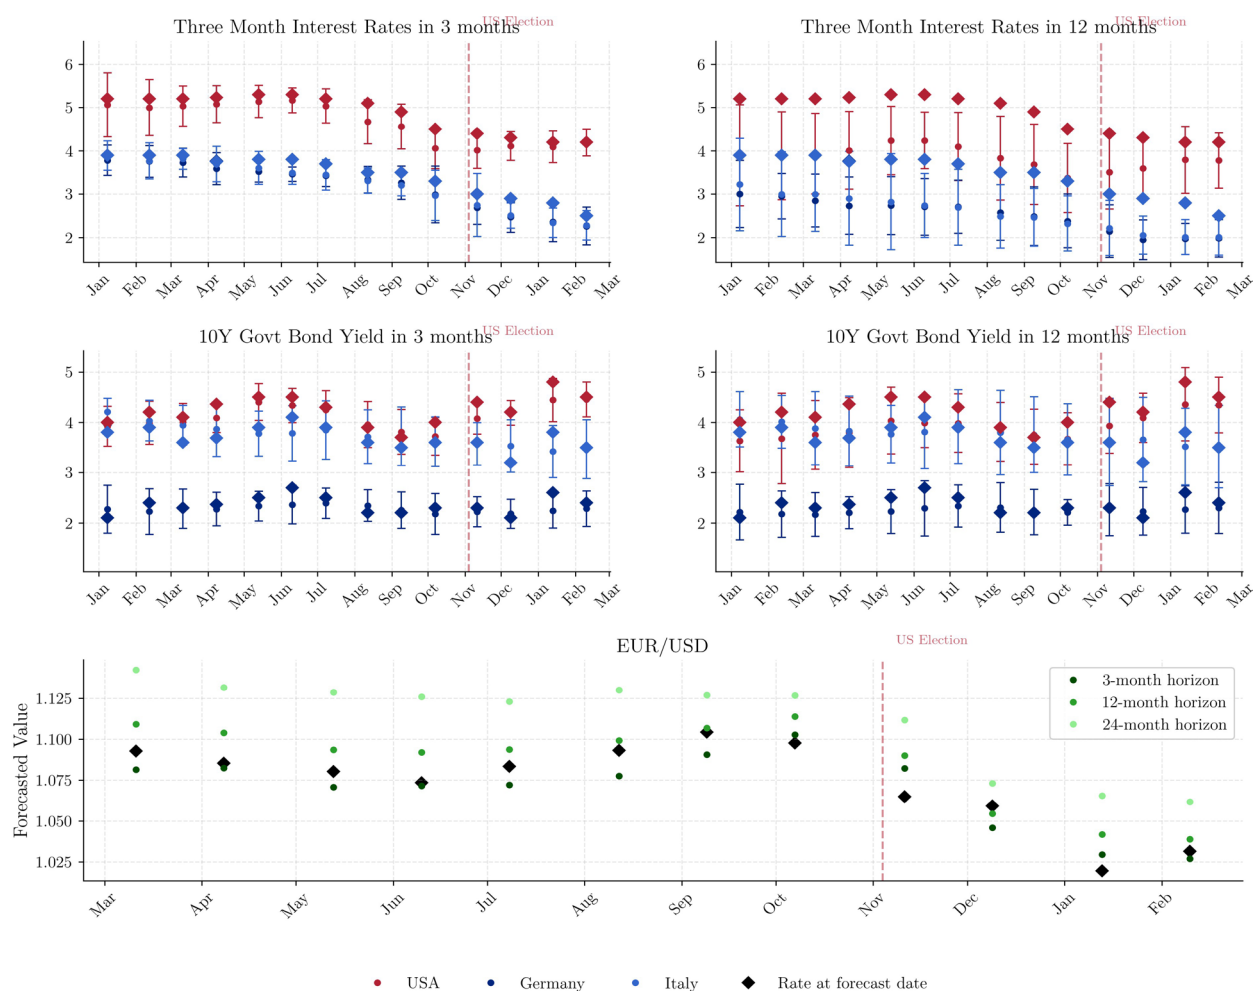 Three Month Interest Rates in 3 months
US Election
6
5
4
3
2
Jan
Feb
Mar
Apr
May
Jun
Jul
Aug
Sep
Oct
Nov
Dec
Jan
Feb
Mar
Three Month Interest Rates in 12 months
US Election
6
5
4
3
2
Jan
Feb
Mar
Apr
May
Jun
Jul
Aug
Sep
Oct
Nov
Dec
Jan
Feb
Mar
10Y Govt Bond Yield in 3 months
US Election
5
4
3
2
Jan
Feb
Mar
Apr
May
Jun
Jul
Aug
Sep
Oct
Nov
Dec
Jan
Feb
Mar
10Y Govt Bond Yield in 12 months
US Election
5
4
3
2
Jan
Feb
Mar
Apr
May
Jun
Jul
Aug
Sep
Oct
Nov
Dec
Jan
Feb
Mar
EUR/USD
US Election
Forecasted Value
1.125
1.100
1.075
1.050
1.025
3-month horizon
12-month horizon
24-month horizon
Mar
Apr
May
Jun
Jul
Aug
Sep
Oct
Nov
Dec
Jan
Feb
USA
Germany
Italy
Rate at forecast date